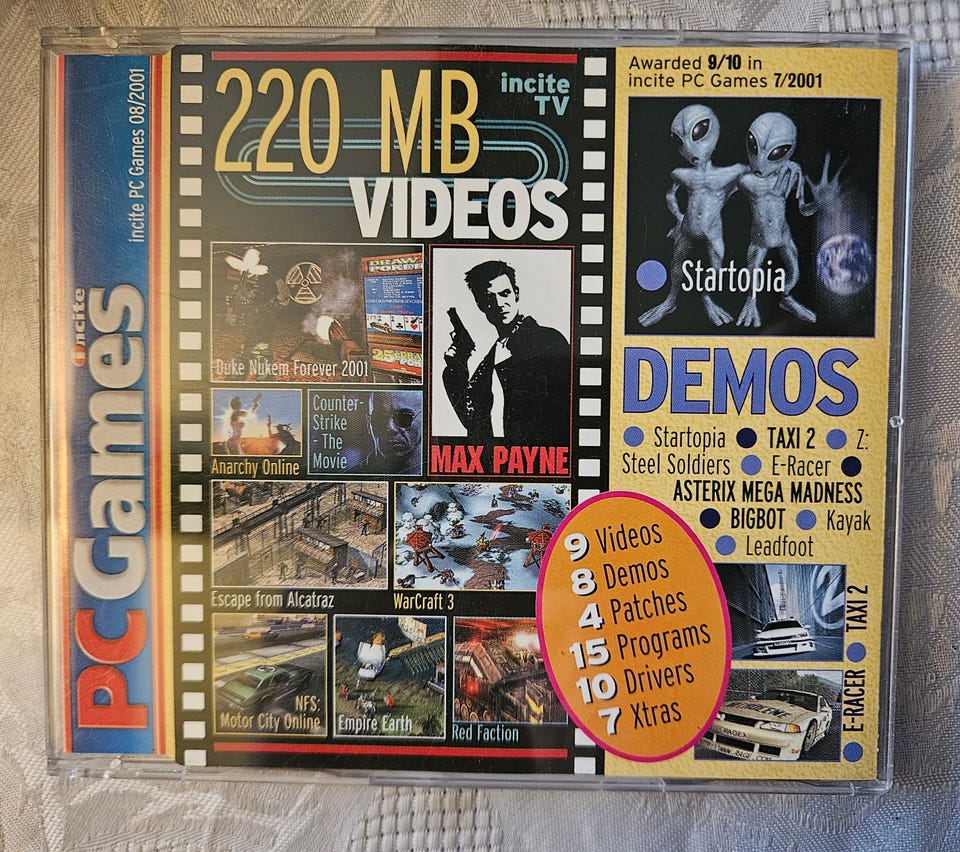 incite PC Games 08/2001
incite
PC Games
220 MB
incite
TV
VIDEOS
DRAW
POKER
Duke Nukem Forever 2001
Anarchy Online
Counter-
Strike
- The
Movie
MAX PAYNE
Escape from Alcatraz
WarCraft 3
NFS:
Motor City Online
Empire Earth
Red Faction
9 Videos
8 Demos
4 Patches
15 Programs
10 Drivers
7 Xtras
Awarded 9/10 in
incite PC Games 7/2001
Startopia
DEMOS
Startopia TAXI 2 Z:
Steel Soldiers E-Racer
ASTERIX MEGA MADNESS
BIGBOT Kayak
Leadfoot
E-RACER TAXI 2